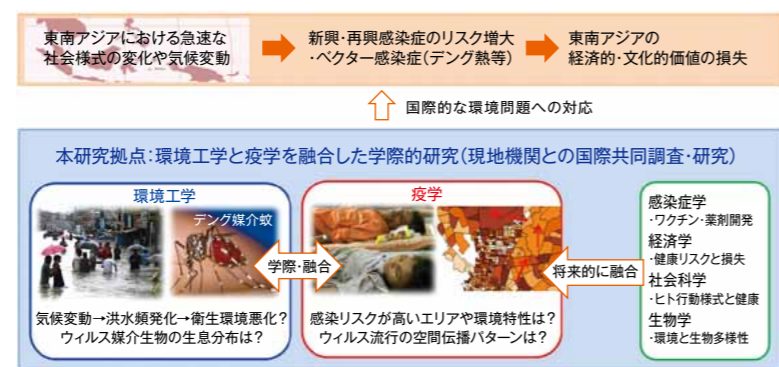 東南アジアにおける急速な
社会様式の変化や気候変動
新興・再興感染症のリスク増大
・ベクター感染症(デング熱等)
東南アジアの
経済的・文化的価値の損失
国際的な環境問題への対応
本研究拠点:環境工学と疫学を融合した学際的研究(現地機関との国際共同調査・研究)
環境工学
デング媒介蚊
気候変動→洪水頻発化→衛生環境悪化?
ウィルス媒介生物の生息分布は?
学際・融合
疫学
感染リスクが高いエリアや環境特性は?
ウィルス流行の空間伝播パターンは?
将来的に融合
感染症学
・ワクチン・薬剤開発
経済学
・健康リスクと損失
社会科学
・ヒト行動様式と健康
生物学
・環境と生物多様性